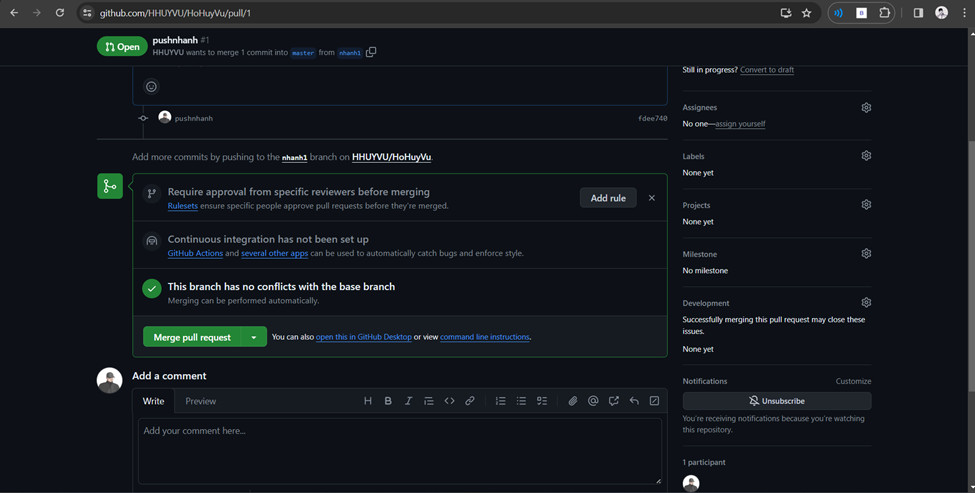 github.com/HHUYVU/HoHuyVu/pull/1
Open
pushnhanh #1
HHUYVU wants to merge 1 commit into master from nhanh1
pushnhanh
fdee740
Add more commits by pushing to the nhanh1 branch on HHUYVU/HoHuyVu.
Require approval from specific reviewers before merging
Rulesets ensure specific people approve pull requests before they're merged.
Add rule
Continuous integration has not been set up
GitHub Actions and several other apps can be used to automatically catch bugs and enforce style.
This branch has no conflicts with the base branch
Merging can be performed automatically.
Merge pull request
You can also open this in GitHub Desktop or view command line instructions.
Add a comment
Write
Preview
Add your comment here...
Still in progress? Convert to draft
Assignees
No one—assign yourself
Labels
None yet
Projects
None yet
Milestone
No milestone
Development
Successfully merging this pull request may close these
issues.
None yet
Notifications
Customize
Unsubscribe
You're receiving notifications because you're watching
this repository.
1 participant